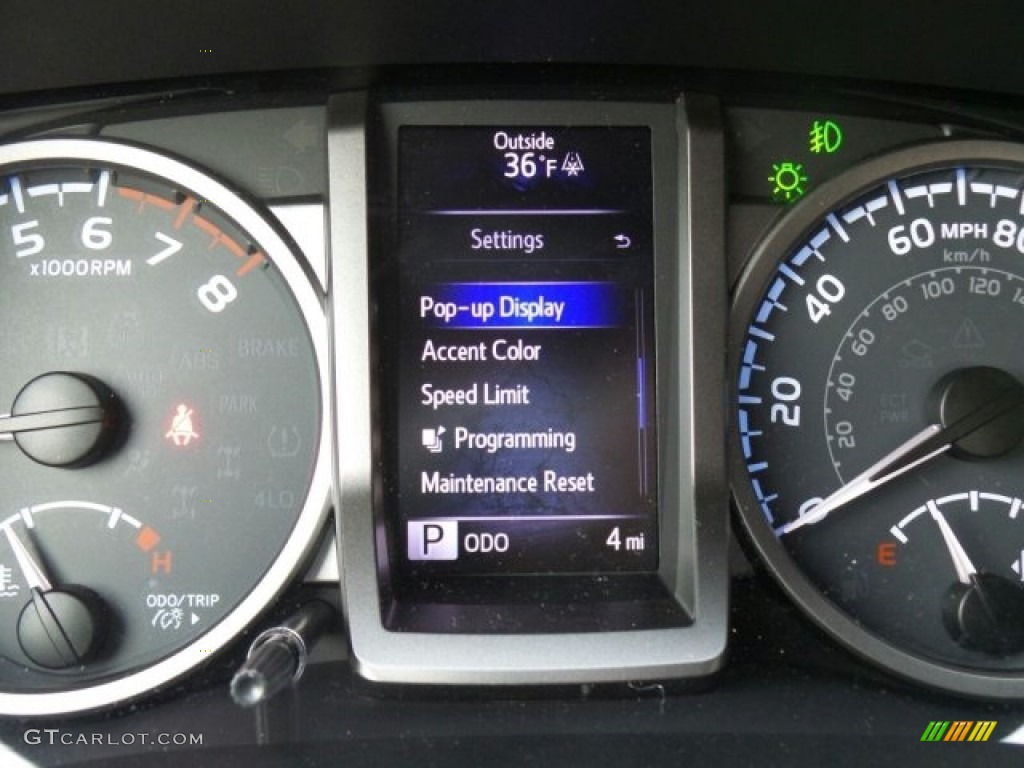 Outside
36°F
Settings
Pop-up Display
Accent Color
Speed Limit
Programming
Maintenance Reset
P ODO 4 mi
5 6 7 8
x1000RPM
ABS
BRAKE
PARK
4LO
H
ODO/TRIP
0 20 40 60 MPH 80
km/h
20 40 60 80 100 120
ECT
PWR
E
GTCARLOT.COM